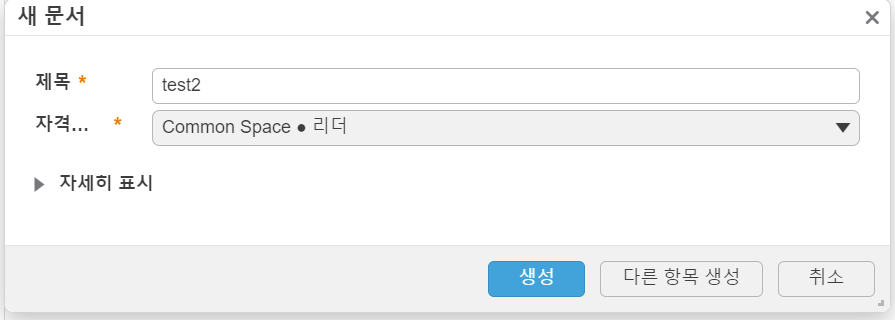 새 문서
제목 *
test2
자격... *
Common Space ● 리더
자세히 표시
생성
다른 항목 생성
취소